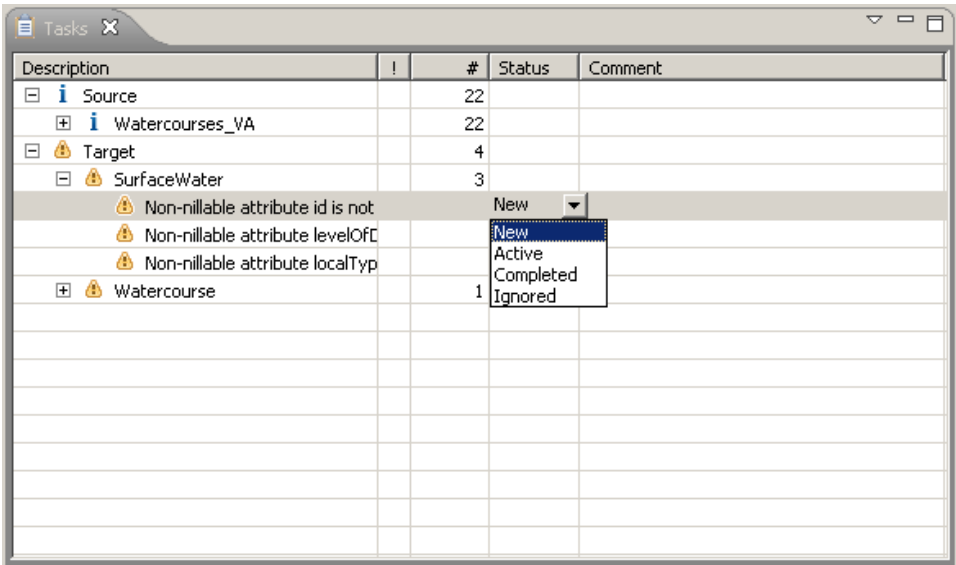 Tasks
Description ! # Status Comment
Source 22
Watercourses_VA 22
Target 4
SurfaceWater 3
Non-nillable attribute id is not New
Non-nillable attribute levelOfD New
Non-nillable attribute localTyp Active
Completed
Watercourse 1 Ignored